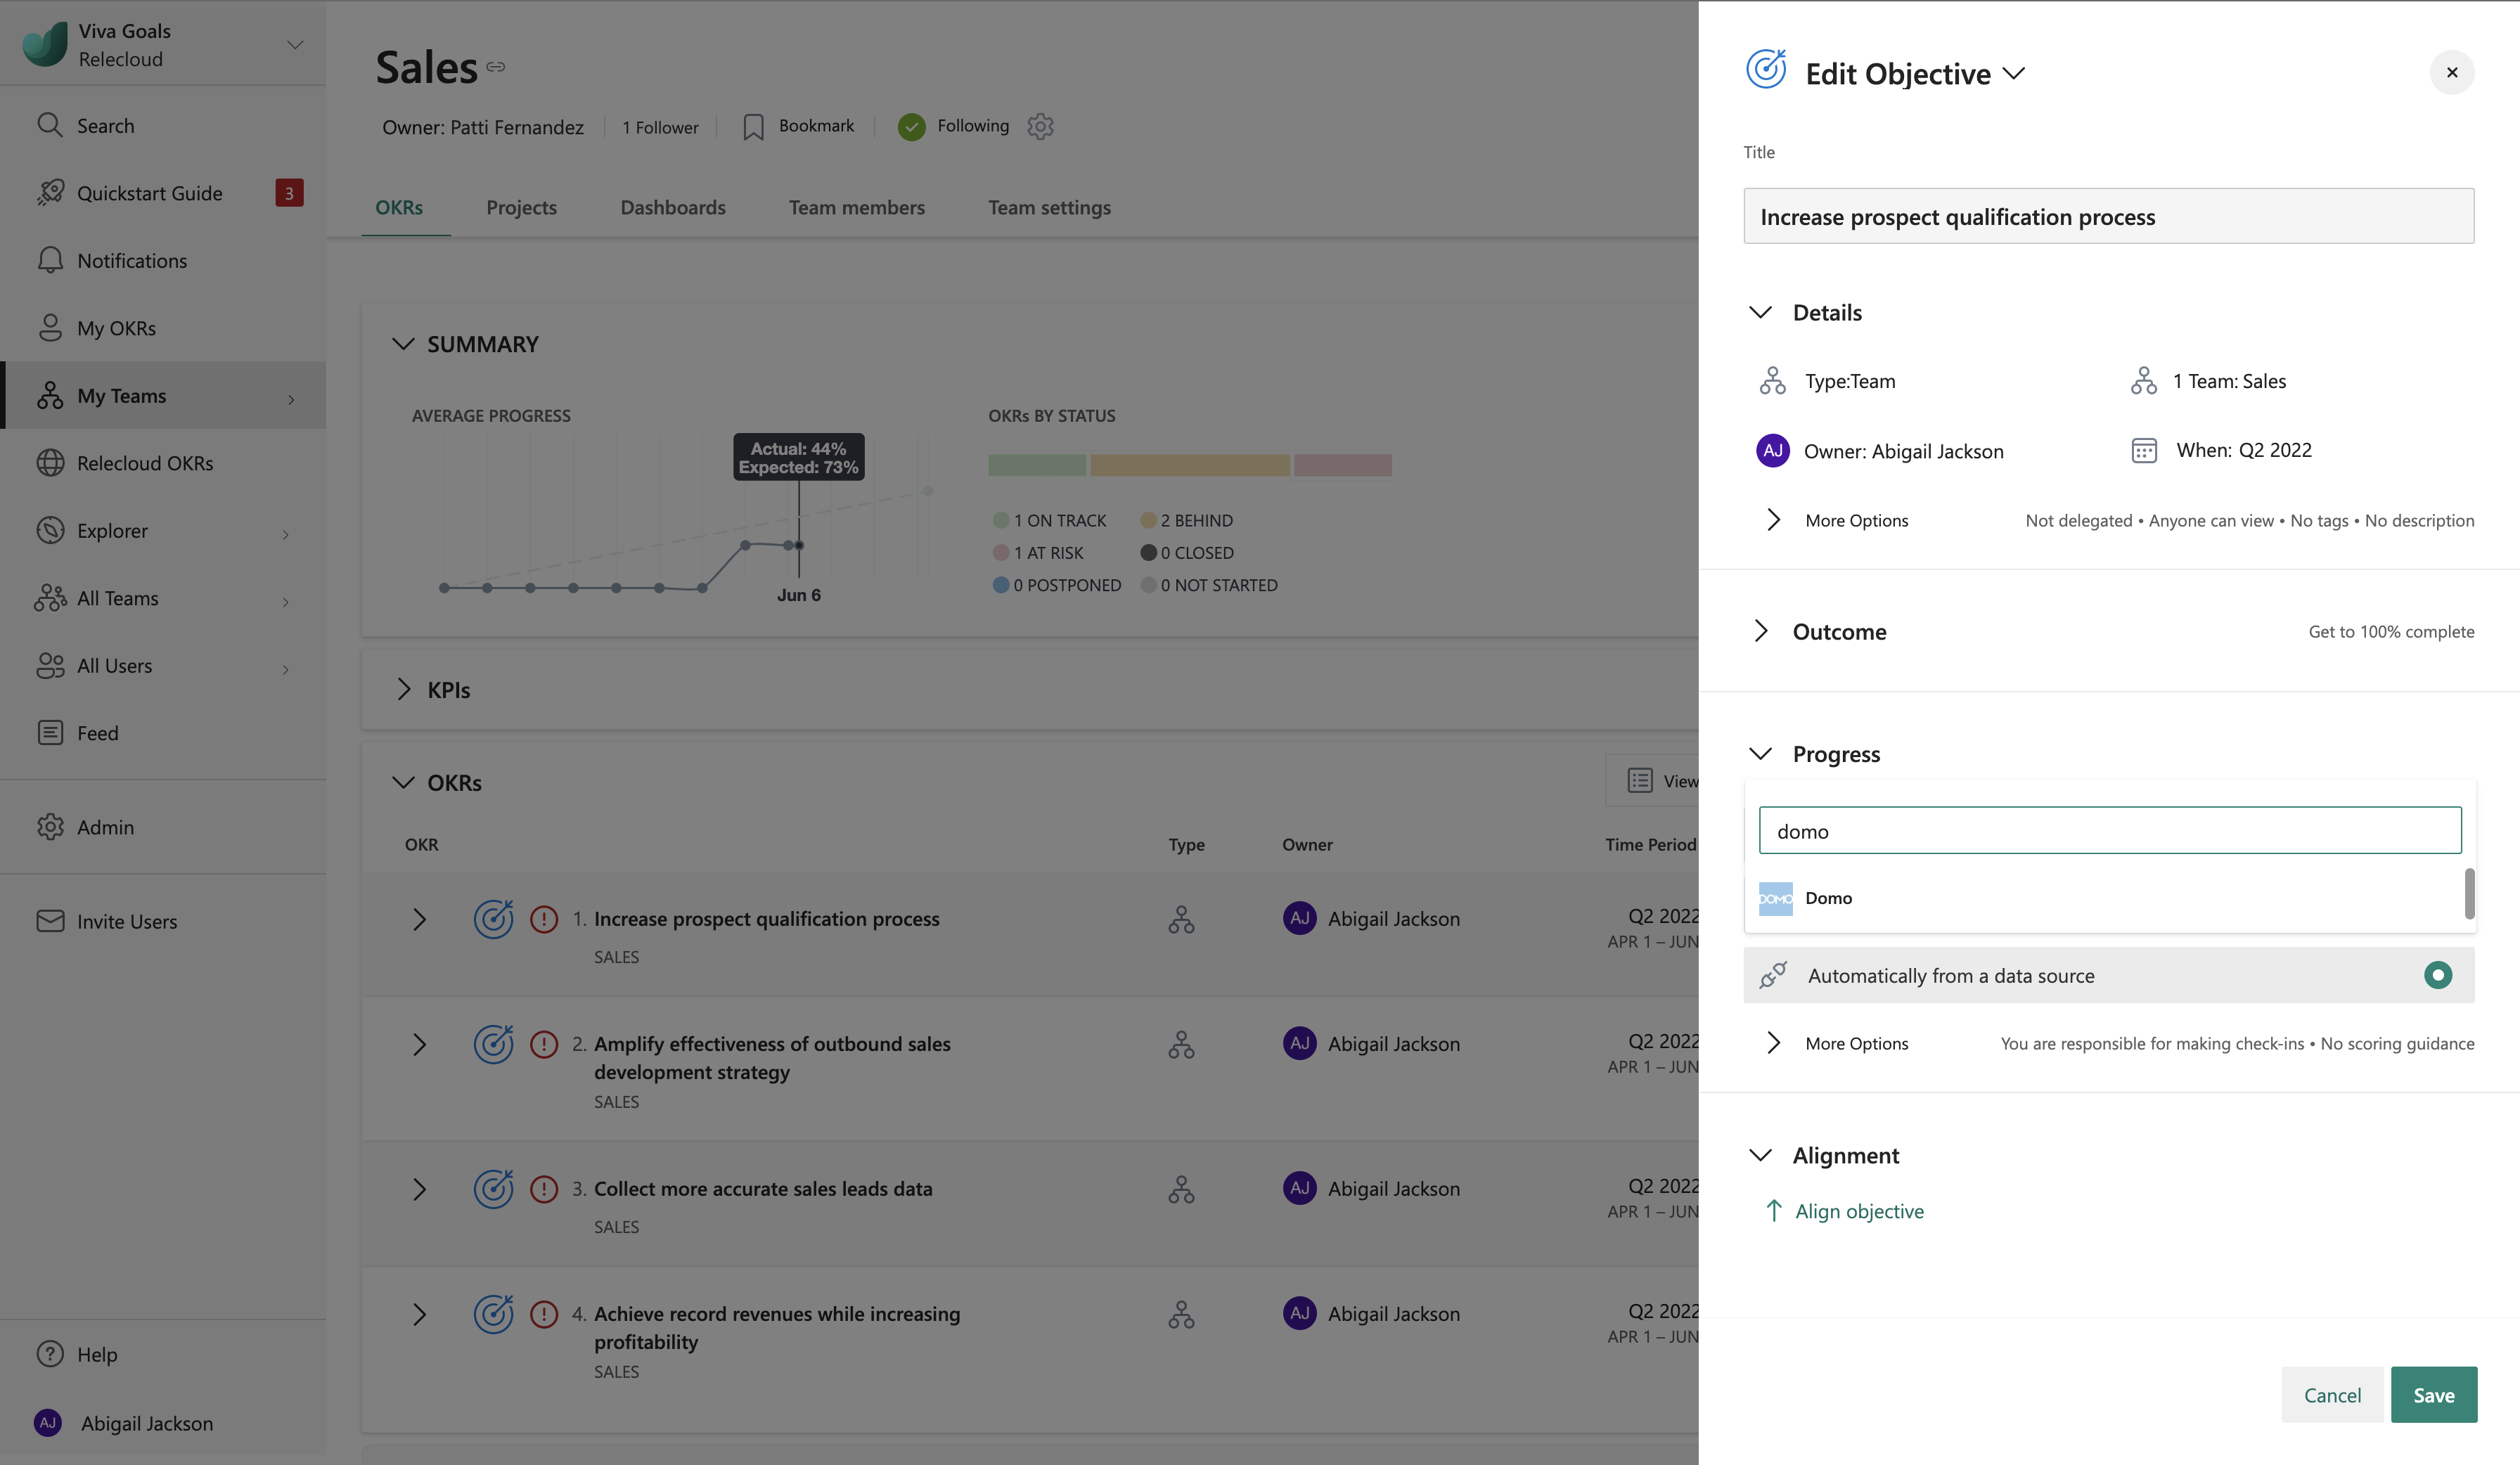 Viva Goals
Relecloud
Search
Quickstart Guide
3
Notifications
My OKRs
My Teams
Relecloud OKRs
Explorer
All Teams
All Users
Feed
Admin
Invite Users
Help
AJ Abigail Jackson
Sales
Owner: Patti Fernandez
1 Follower
Bookmark
Following
OKRs
Projects
Dashboards
Team members
Team settings
SUMMARY
AVERAGE PROGRESS
Actual: 44%
Expected: 73%
Jun 6
OKRs BY STATUS
1 ON TRACK
2 BEHIND
1 AT RISK
0 CLOSED
0 POSTPONED
0 NOT STARTED
KPIs
OKRs
View
OKR
Type
Owner
Time Period
1. Increase prospect qualification process
SALES
AJ Abigail Jackson
Q2 2022
APR 1 – JUN
2. Amplify effectiveness of outbound sales
development strategy
SALES
AJ Abigail Jackson
Q2 2022
APR 1 – JUN
3. Collect more accurate sales leads data
SALES
AJ Abigail Jackson
Q2 2022
APR 1 – JUN
4. Achieve record revenues while increasing
profitability
SALES
AJ Abigail Jackson
Q2 2022
APR 1 – JUN
Edit Objective
Title
Increase prospect qualification process
Details
Type:Team
1 Team: Sales
AJ Owner: Abigail Jackson
When: Q2 2022
More Options
Not delegated • Anyone can view • No tags • No description
Outcome
Get to 100% complete
Progress
domo
DOMO Domo
Automatically from a data source
More Options
You are responsible for making check-ins • No scoring guidance
Alignment
Align objective
Cancel
Save